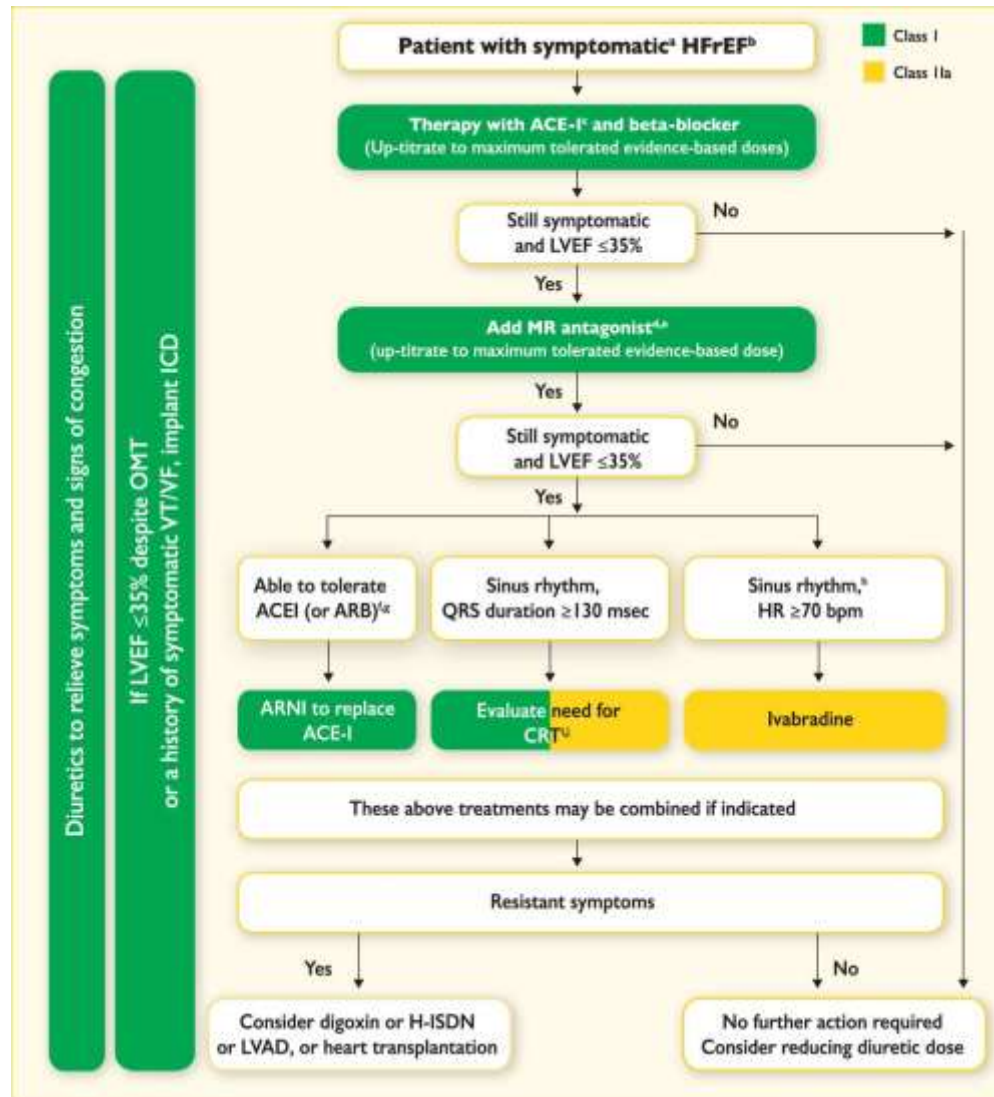 Patient with symptomaticᵃ HFrEFᵇ
Class I
Class IIa
Therapy with ACE-Iᶜ and beta-blocker
(Up-titrate to maximum tolerated evidence-based doses)
Still symptomatic
and LVEF ≤35%
No
Yes
Add MR antagonistᵈ,ᵉ
(up-titrate to maximum tolerated evidence-based dose)
Yes
Still symptomatic
and LVEF ≤35%
No
Yes
Able to tolerate
ACEI (or ARB)ᶠ,ᵍ
Sinus rhythm,
QRS duration ≥130 msec
Sinus rhythm,ʰ
HR ≥70 bpm
ARNI to replace
ACE-I
Evaluate need for
CRTⁱ,ʲ
Ivabradine
These above treatments may be combined if indicated
Resistant symptoms
Yes
No
Consider digoxin or H-ISDN
or LVAD, or heart transplantation
No further action required
Consider reducing diuretic dose
Diuretics to relieve symptoms and signs of congestion
If LVEF ≤35% despite OMT
or a history of symptomatic VT/VF, implant ICD